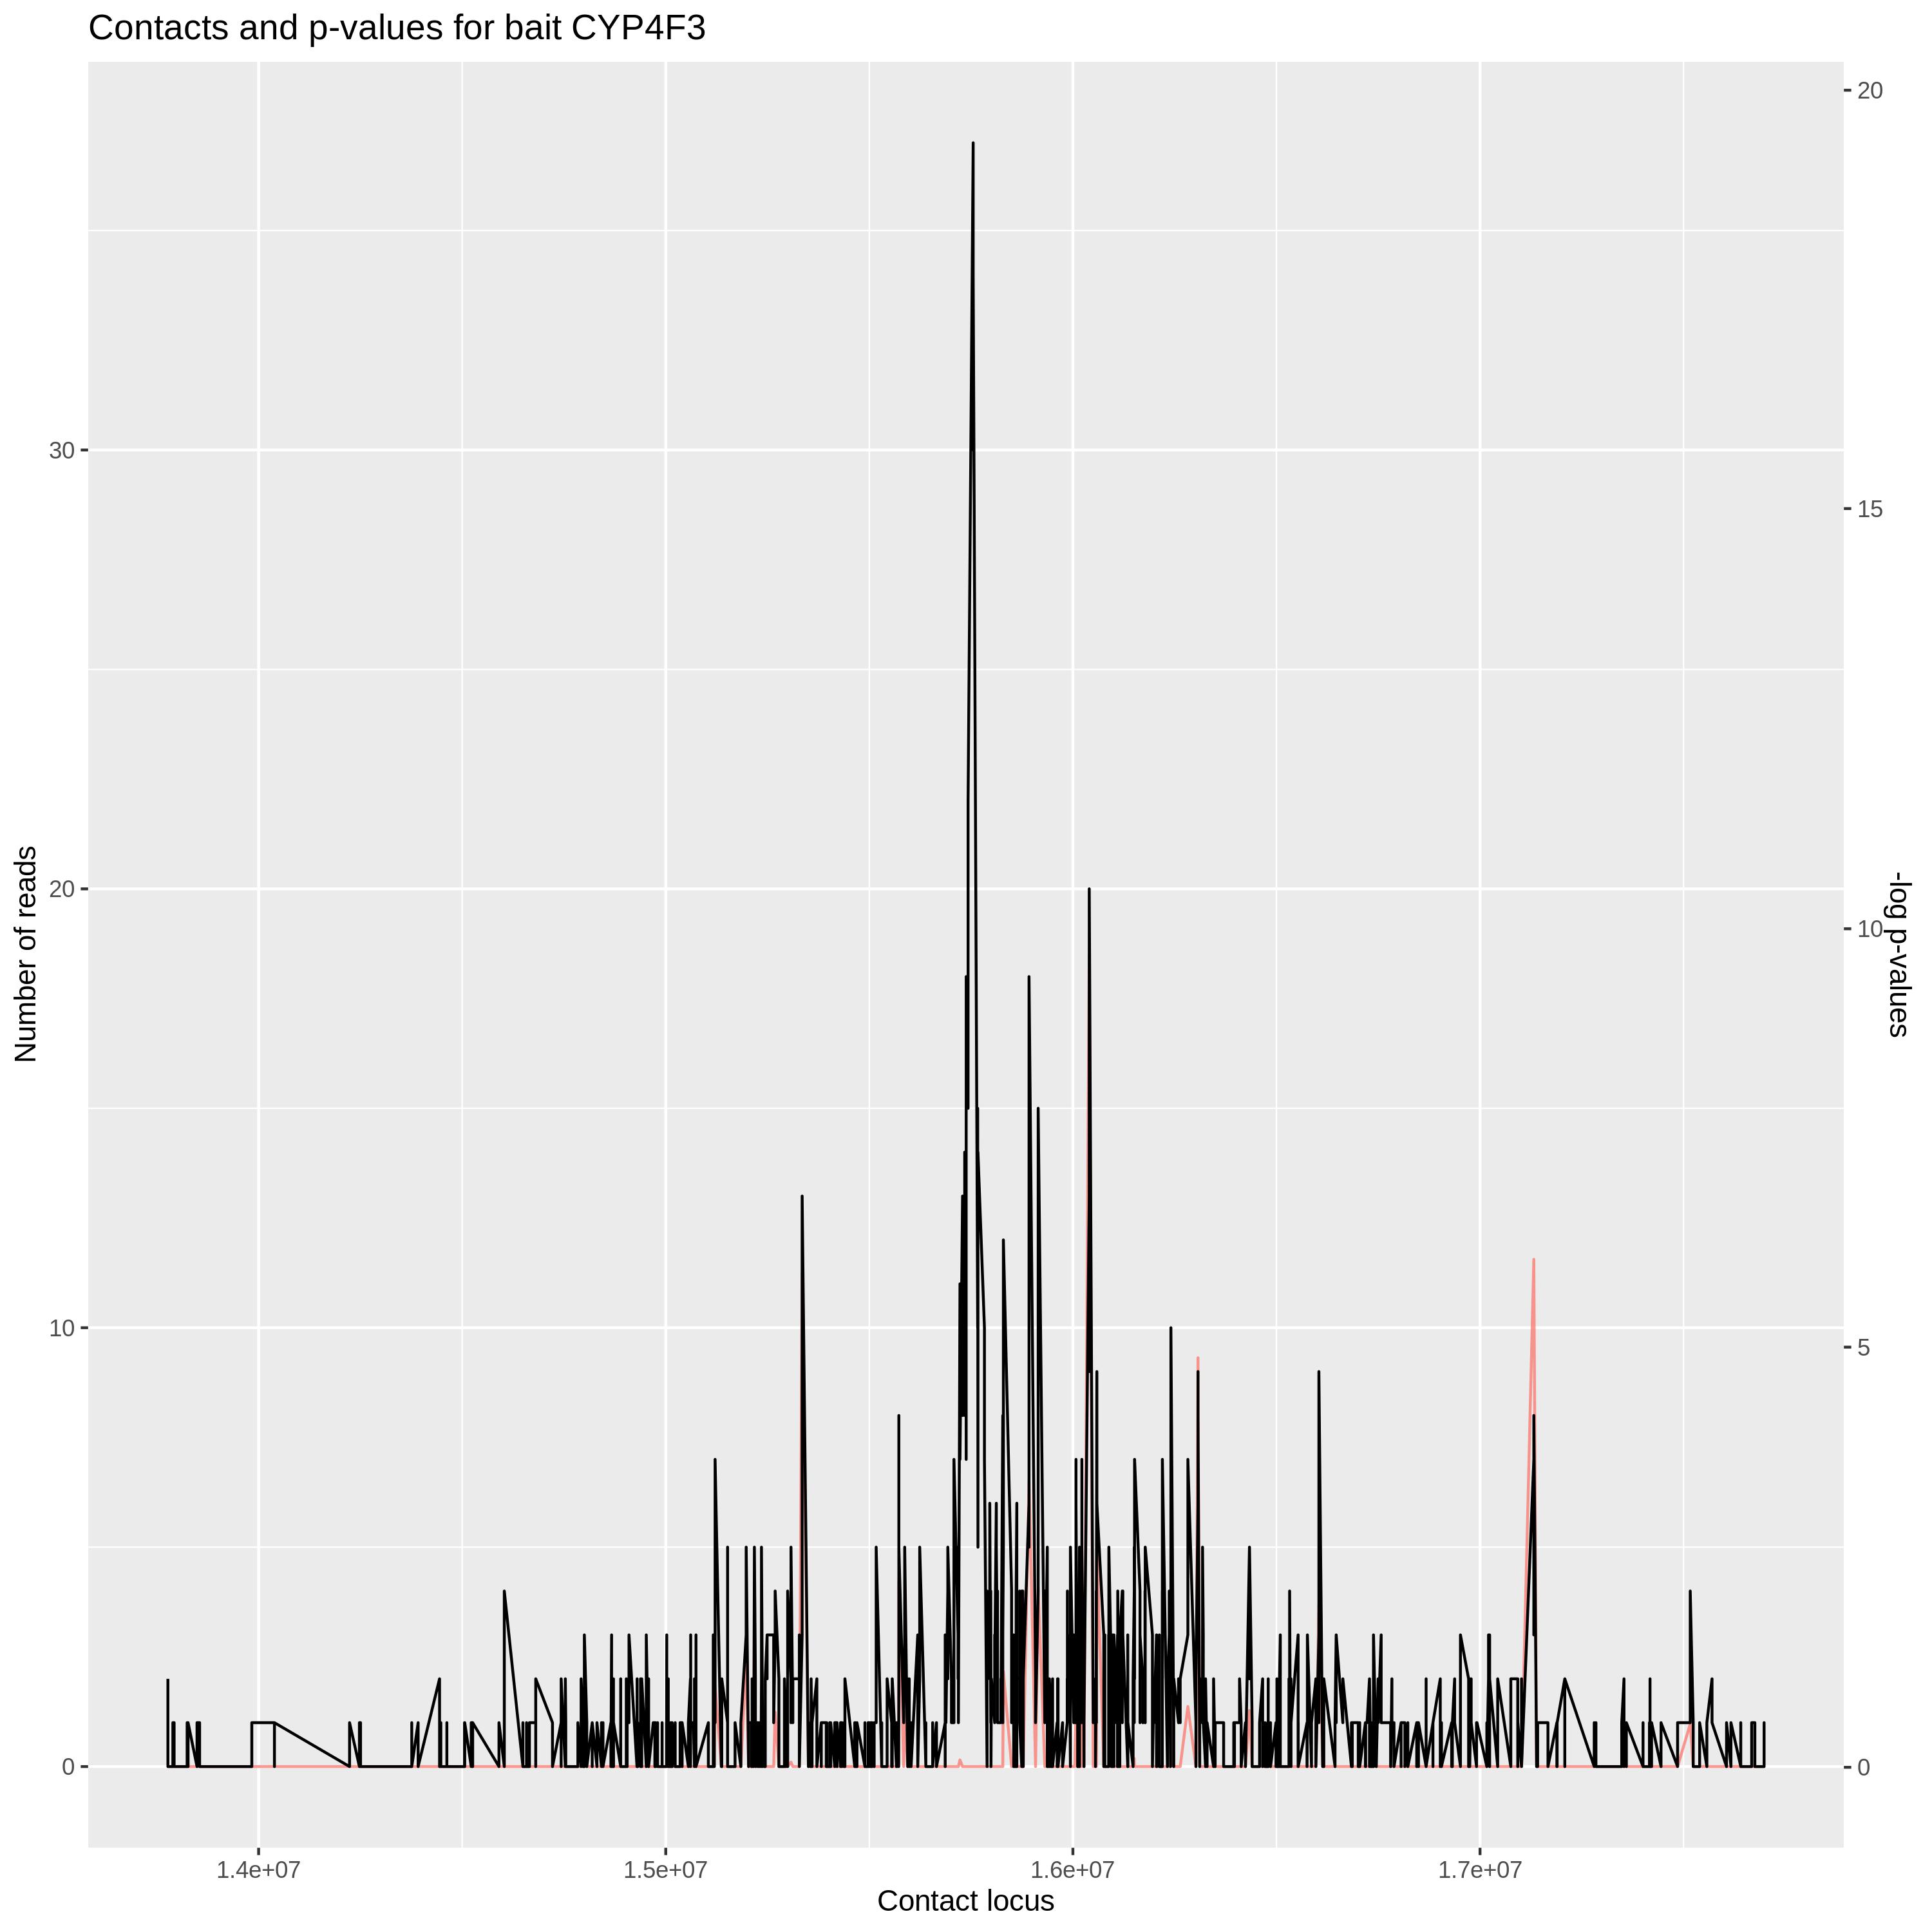 Contacts and p-values for bait CYP4F3
Number of reads
30
20
10
0
20
15
10
5
0
-log p-values
1.4e+07
1.5e+07
1.6e+07
1.7e+07
Contact locus